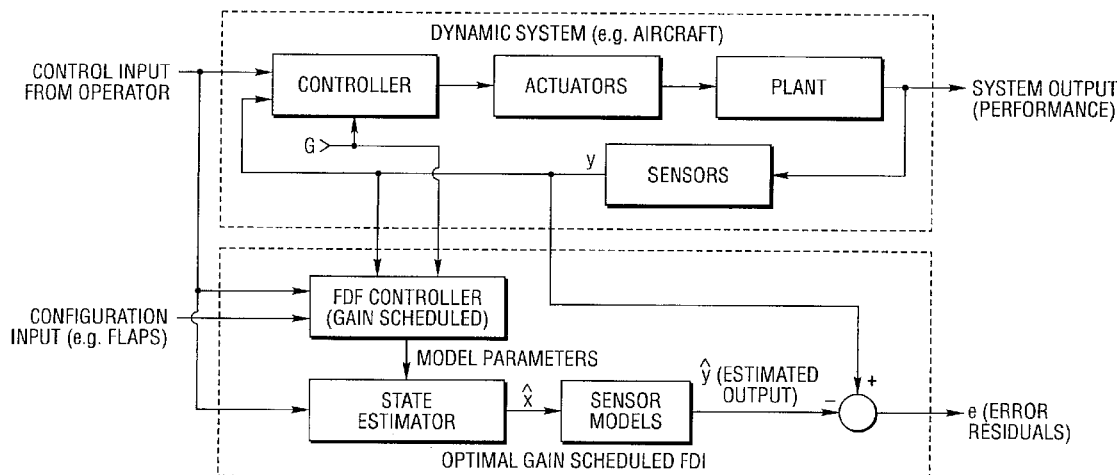 DYNAMIC SYSTEM (e.g. AIRCRAFT)
CONTROL INPUT
FROM OPERATOR
CONTROLLER
ACTUATORS
PLANT
SYSTEM OUTPUT
(PERFORMANCE)
G
y
SENSORS
CONFIGURATION
INPUT (e.g. FLAPS)
FDF CONTROLLER
(GAIN SCHEDULED)
MODEL PARAMETERS
STATE
ESTIMATOR
x̂
SENSOR
MODELS
ŷ (ESTIMATED
OUTPUT)
+
−
e (ERROR
RESIDUALS)
OPTIMAL GAIN SCHEDULED FDI